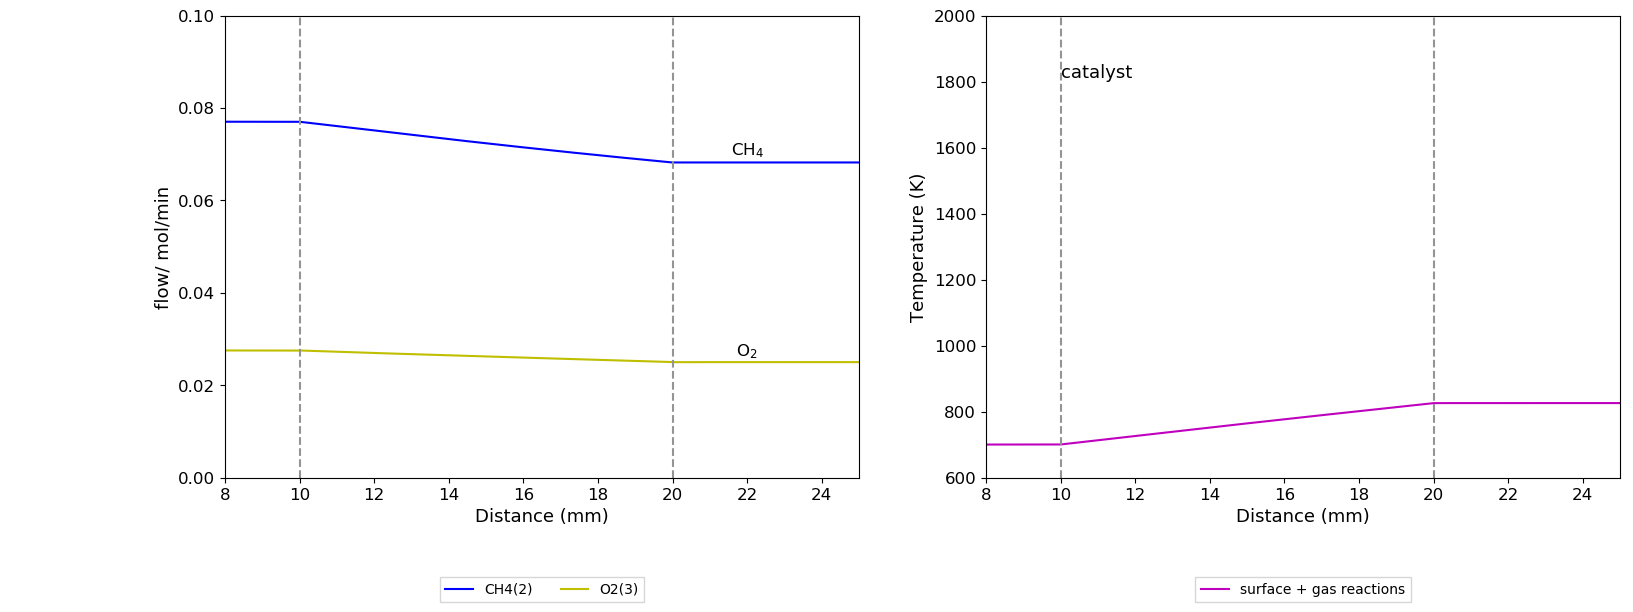 0.10
0.08
0.06
0.04
0.02
0.00
flow/ mol/min
CH₄
O₂
8 10 12 14 16 18 20 22 24
Distance (mm)
CH4(2) O2(3)
2000
1800
1600
1400
1200
1000
800
600
Temperature (K)
catalyst
8 10 12 14 16 18 20 22 24
Distance (mm)
surface + gas reactions